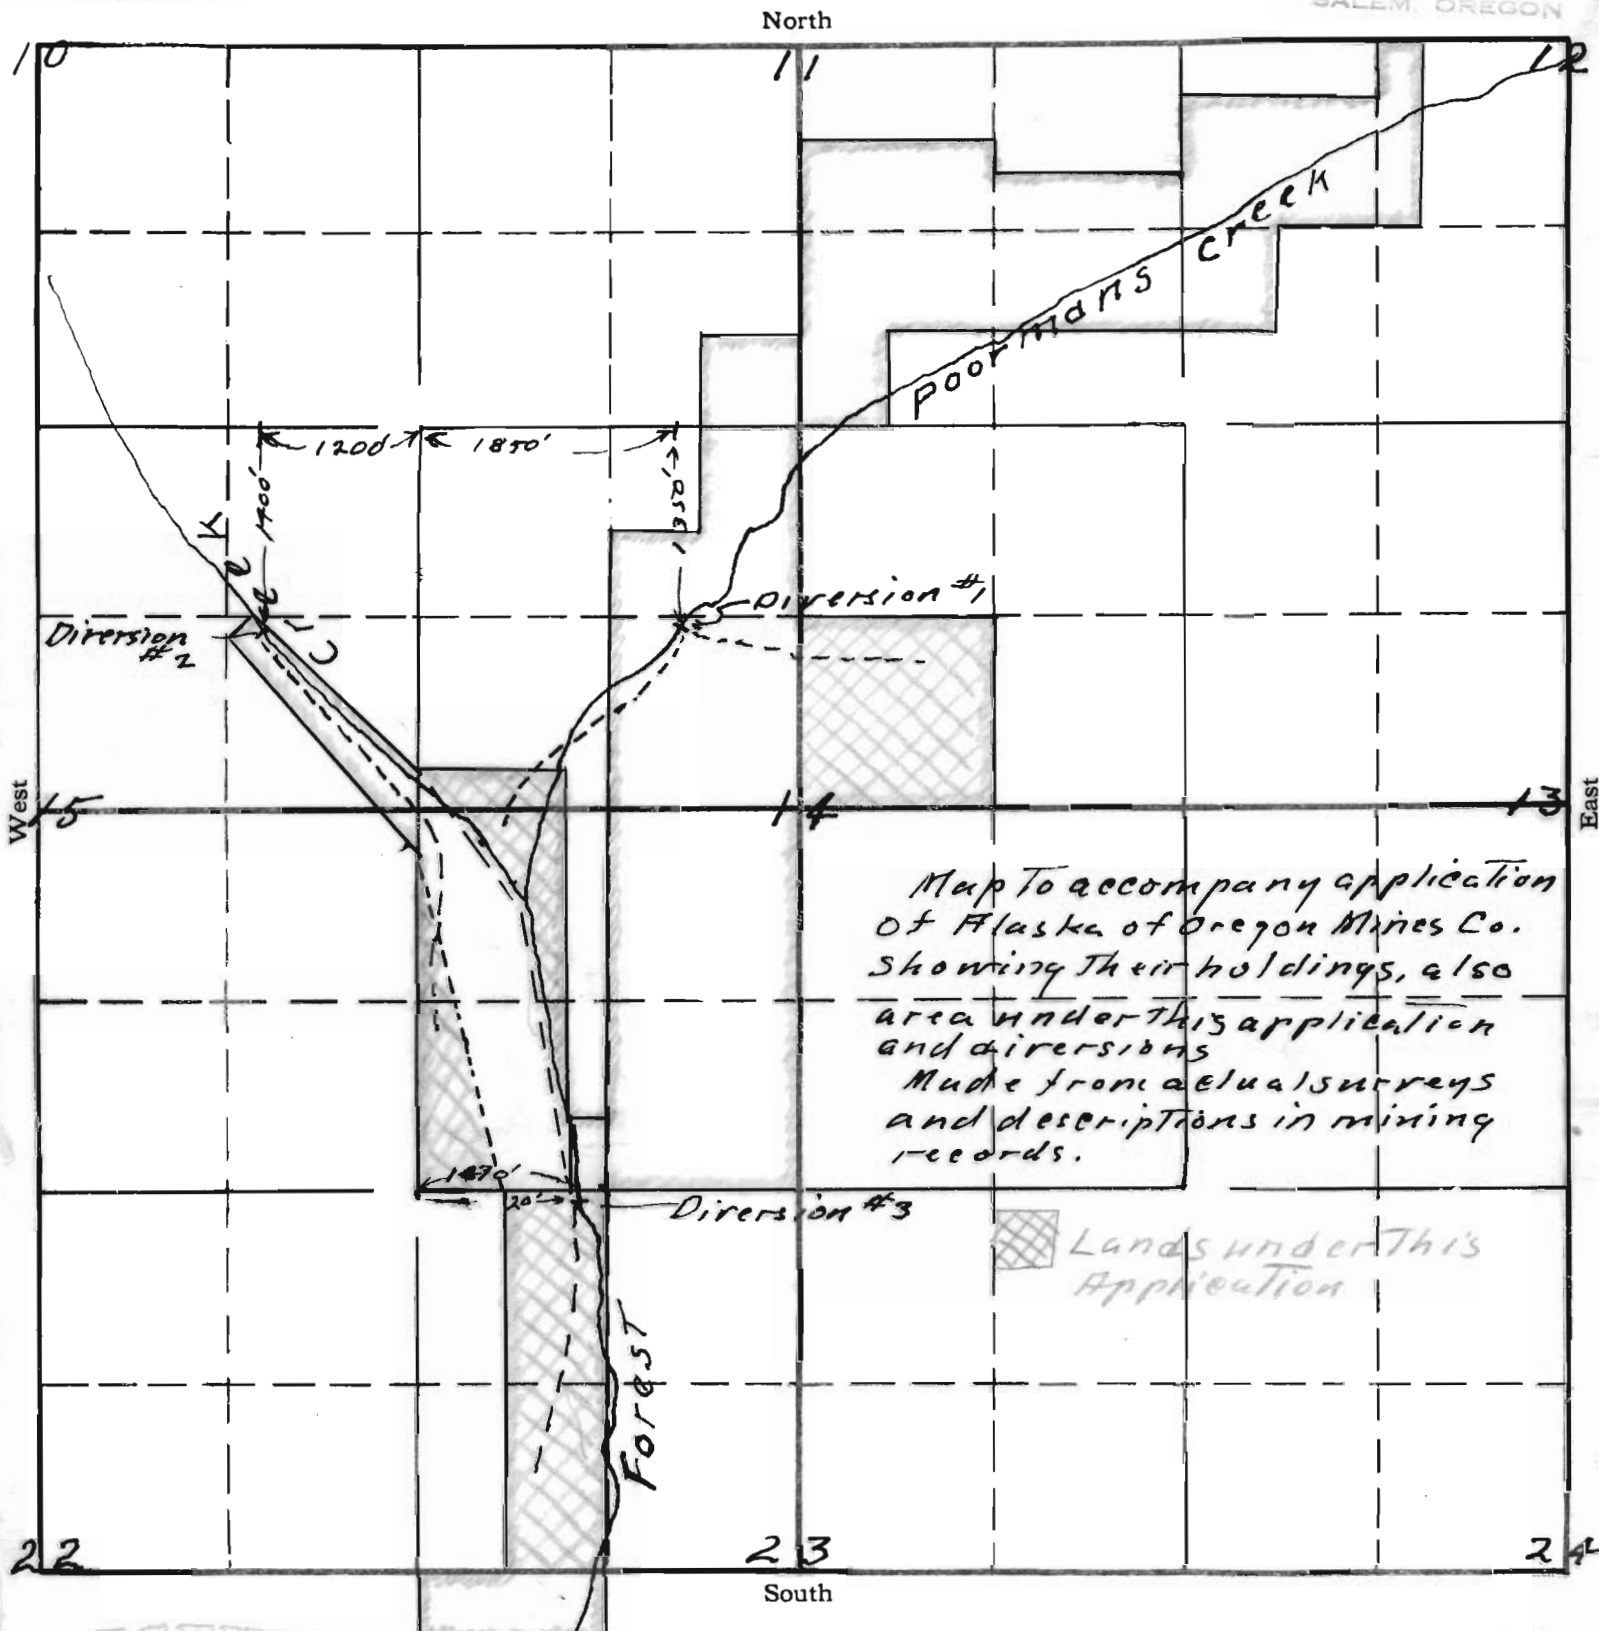 SALEM, OREGON
North
10
11
12
Poormans Creek
1200'
1850'
1350'
1400'
Creek
Diversion #1
Diversion
#2
West
15
14
13
East
Map To accompany application
of Alaska of Oregon Mines Co.
showing Their holdings, also
area under This application
and diversions
Made from actual surveys
and descriptions in mining
records.
20'
Diversion #3
Lands under This
Application
Forest
22
23
24
South